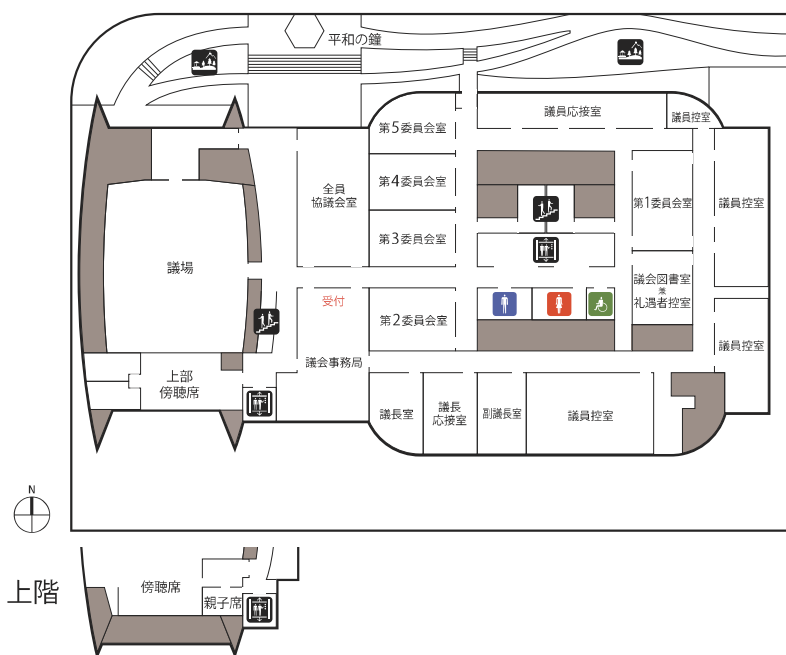 平和の鐘
議員応接室
議員控室
第5委員会室
第4委員会室
全員
協議会室
第1委員会室
議員控室
第3委員会室
議場
議会図書室
兼
礼遇者控室
受付
第2委員会室
議員控室
議会事務局
上部
傍聴席
議長室
議長
応接室
副議長室
議員控室
N
上階
傍聴席
親子席